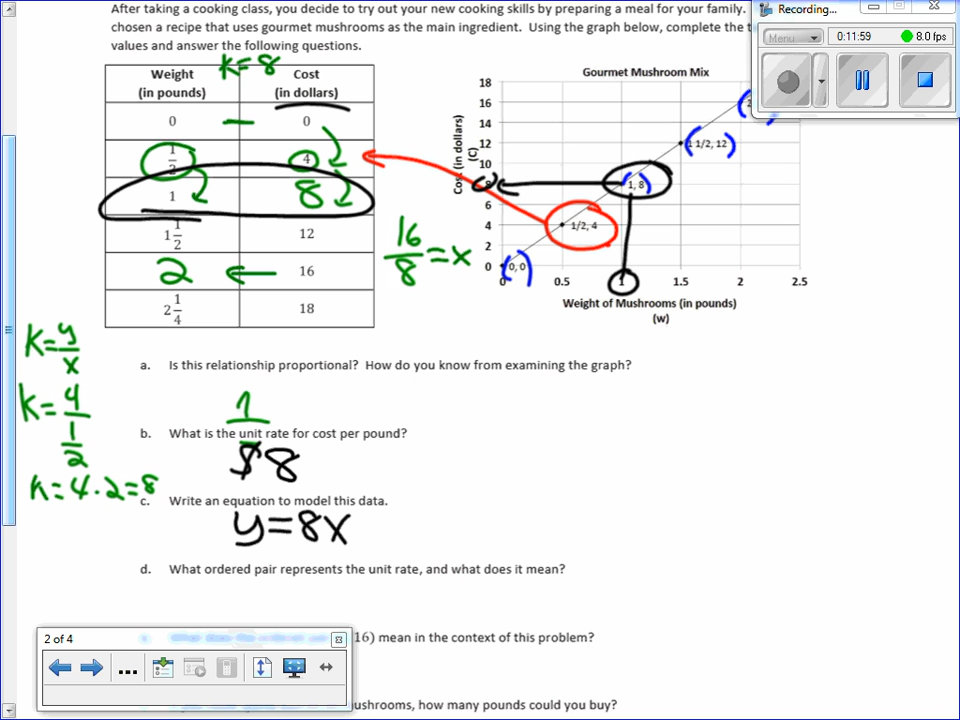 After taking a cooking class, you decide to try out your new cooking skills by preparing a meal for your family.
chosen a recipe that uses gourmet mushrooms as the main ingredient. Using the graph below, complete the
values and answer the following questions.
Recording...
Menu
0:11:59
8.0 fps
K=8
Weight
(in pounds)
Cost
(in dollars)
0 — 0
1/2 4
1 8
1 1/2 12
2 16
2 1/4 18
Gourmet Mushroom Mix
Cost (in dollars)
(C)
18
16
14
12
10
8
6
4
2
0
0 0.5 1 1.5 2 2.5
0, 0
1/2, 4
1, 8
1 1/2, 12
Weight of Mushrooms (in pounds)
(w)
16/8 = x
K=y/x
K=4/(1/2)
K=4·2=8
a. Is this relationship proportional? How do you know from examining the graph?
1
b. What is the unit rate for cost per pound?
$8
c. Write an equation to model this data.
y=8x
d. What ordered pair represents the unit rate, and what does it mean?
2 of 4
16) mean in the context of this problem?
ushrooms, how many pounds could you buy?